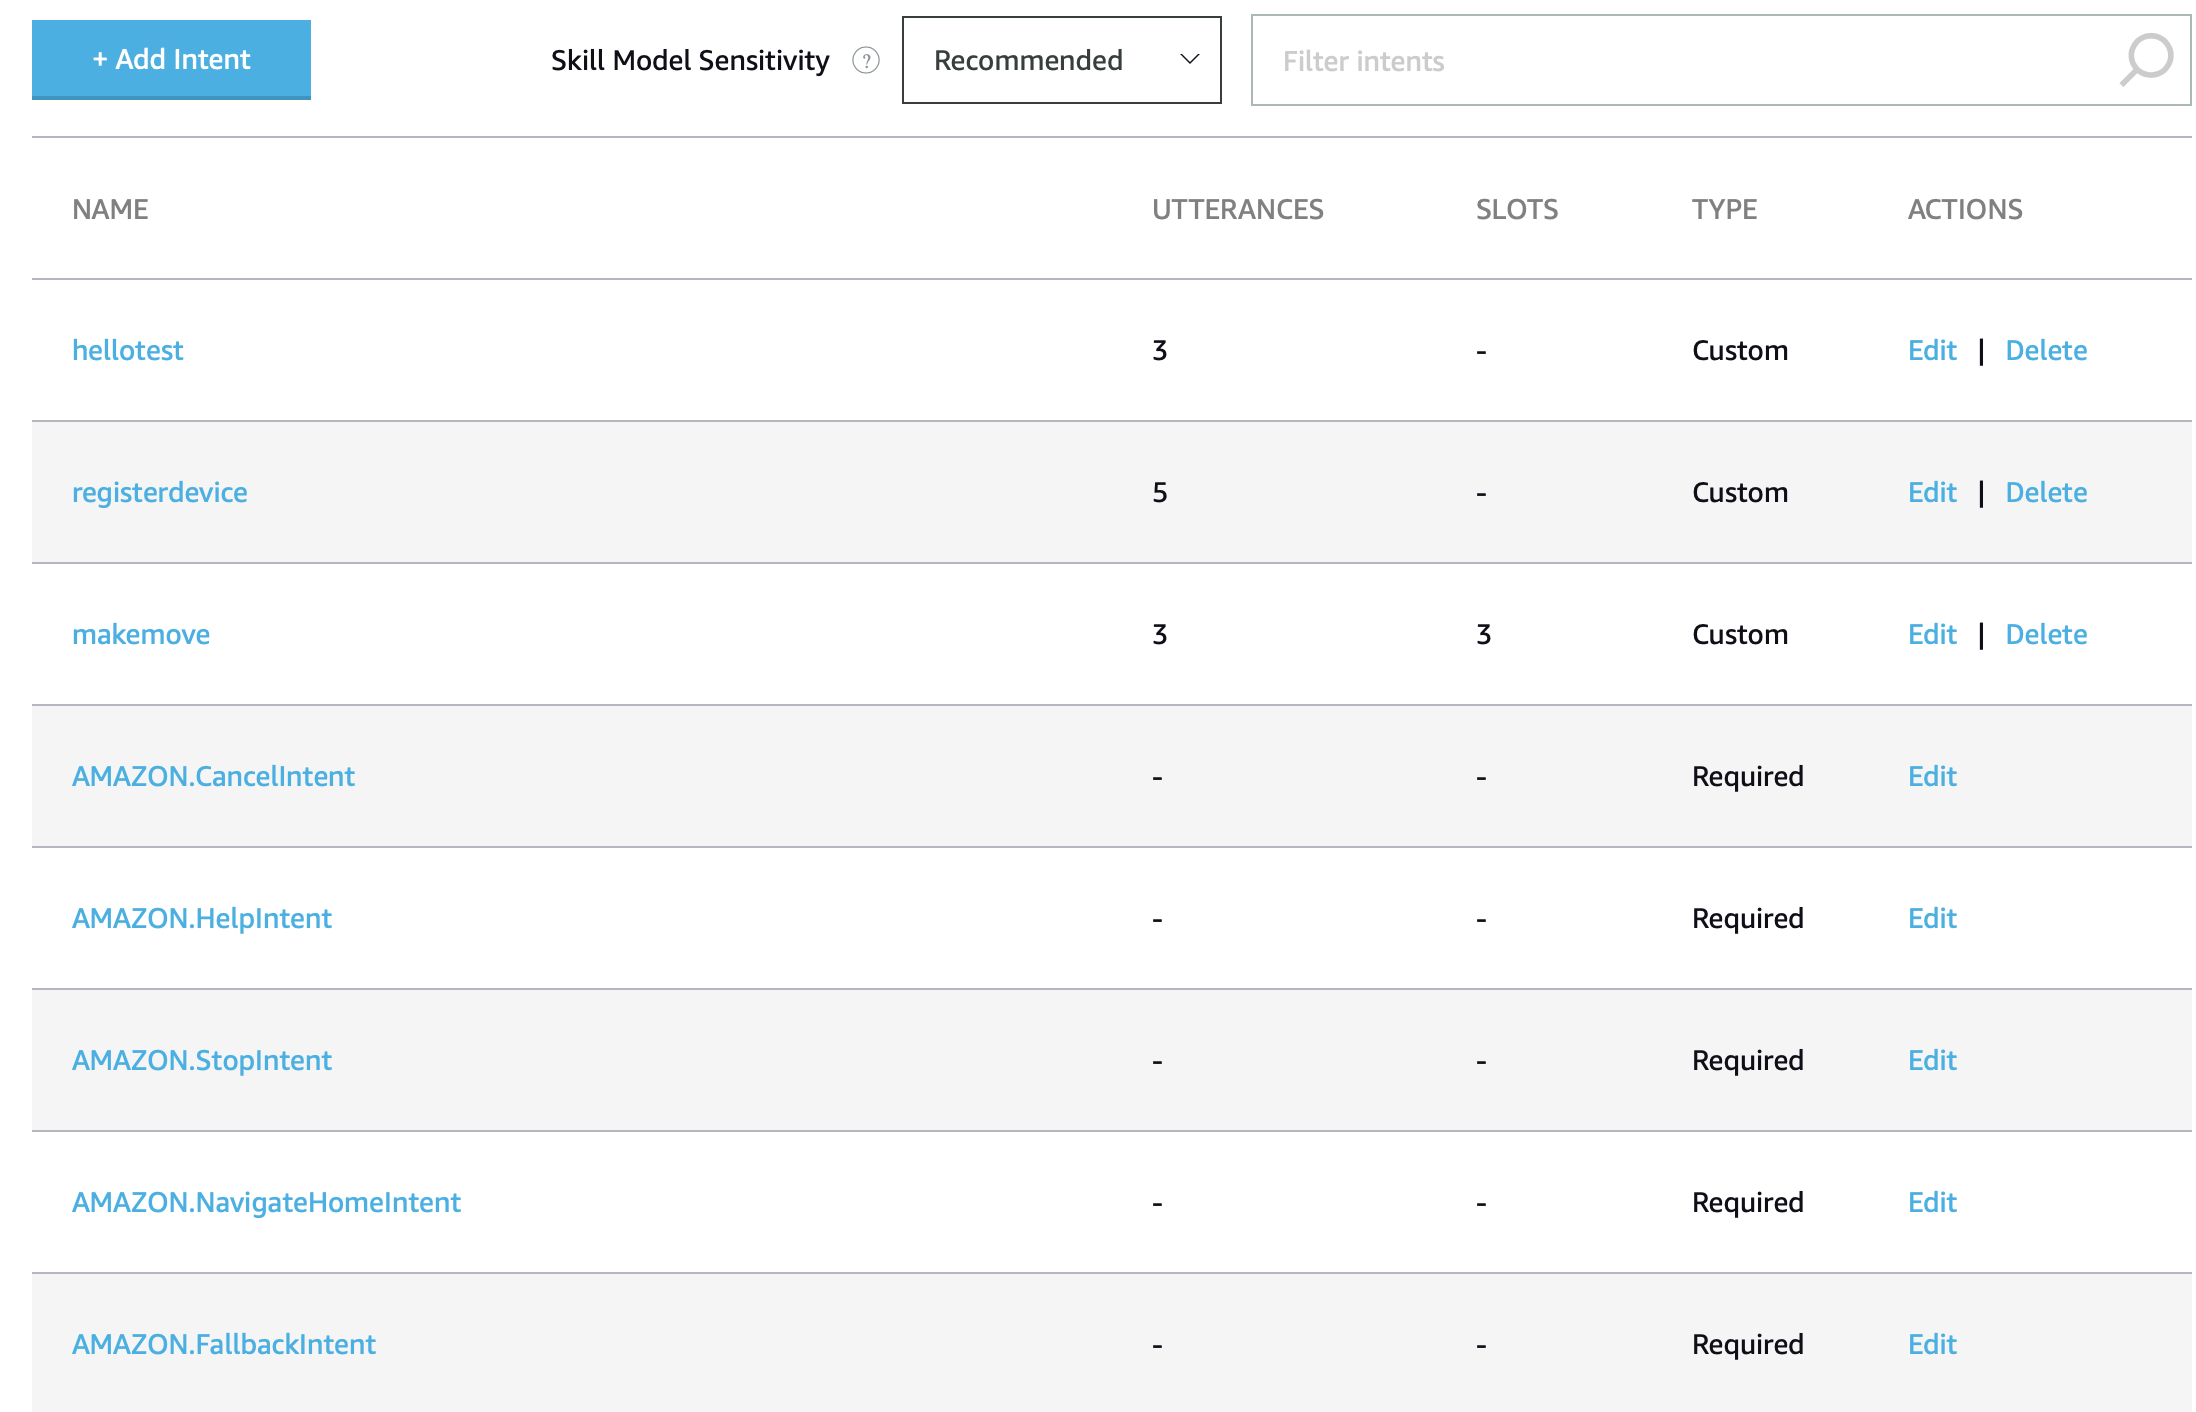 + Add Intent Skill Model Sensitivity ? Recommended Filter intents
NAME UTTERANCES SLOTS TYPE ACTIONS
hellotest 3 - Custom Edit | Delete
registerdevice 5 - Custom Edit | Delete
makemove 3 3 Custom Edit | Delete
AMAZON.CancelIntent - - Required Edit
AMAZON.HelpIntent - - Required Edit
AMAZON.StopIntent - - Required Edit
AMAZON.NavigateHomeIntent - - Required Edit
AMAZON.FallbackIntent - - Required Edit